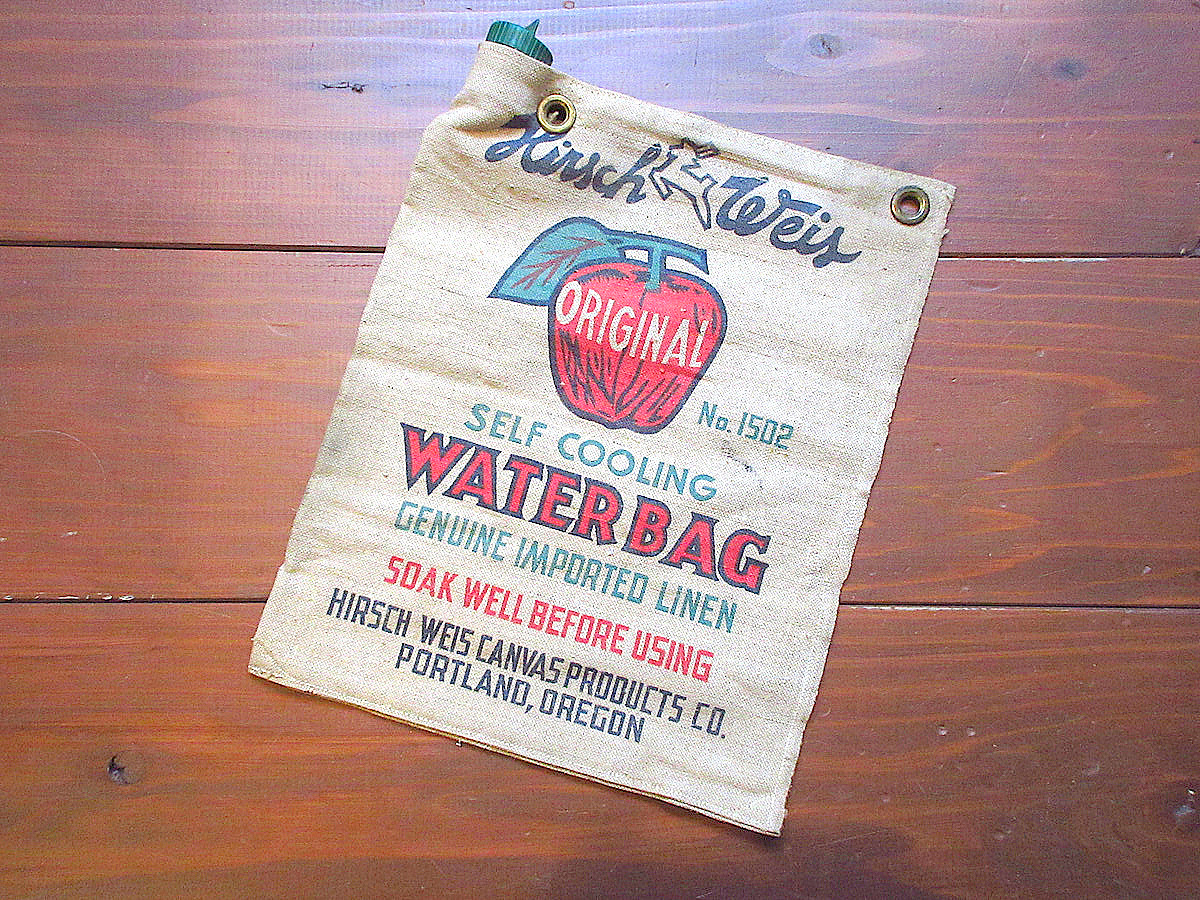 Hirsch Weis
ORIGINAL
No. 1502
SELF COOLING
WATER BAG
GENUINE IMPORTED LINEN
SOAK WELL BEFORE USING
HIRSCH WEIS CANVAS PRODUCTS CO.
PORTLAND, OREGON